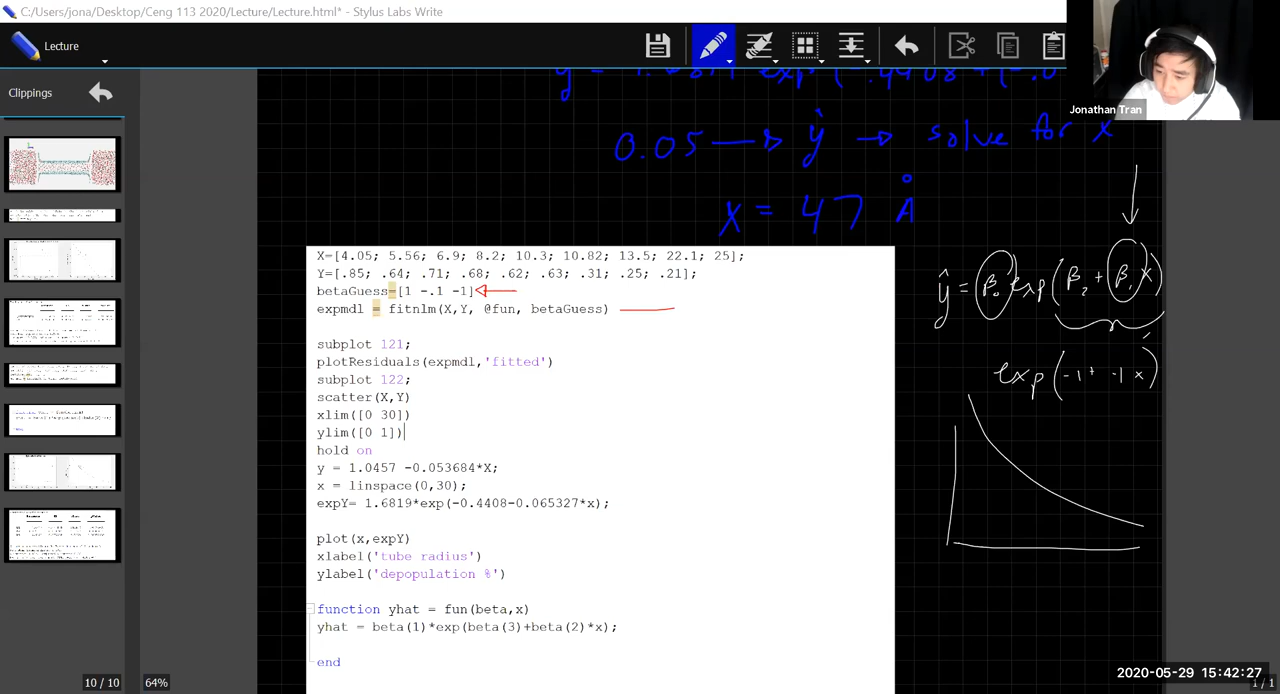 C:/Users/jona/Desktop/Ceng 113 2020/Lecture/Lecture.html* - Stylus Labs Write
Lecture
Clippings
Jonathan Tran
0.05 → ŷ → solve for x
x = 47 Å
X=[4.05; 5.56; 6.9; 8.2; 10.3; 10.82; 13.5; 22.1; 25];
Y=[.85; .64; .71; .68; .62; .63; .31; .25; .21];
betaGuess=[1 -.1 -1]
expmdl = fitnlm(X,Y, @fun, betaGuess)
subplot 121;
plotResiduals(expmdl,'fitted')
subplot 122;
scatter(X,Y)
xlim([0 30])
ylim([0 1])
hold on
y = 1.0457 -0.053684*X;
x = linspace(0,30);
expY= 1.6819*exp(-0.4408-0.065327*x);
plot(x,expY)
xlabel('tube radius')
ylabel('depopulation %')
function yhat = fun(beta,x)
yhat = beta(1)*exp(beta(3)+beta(2)*x);
end
ŷ = β₀ exp(β₂ + β₁ x)
exp(-1 + -1 x)
10 / 10
64%
2020-05-29 15:42:27
1 / 1